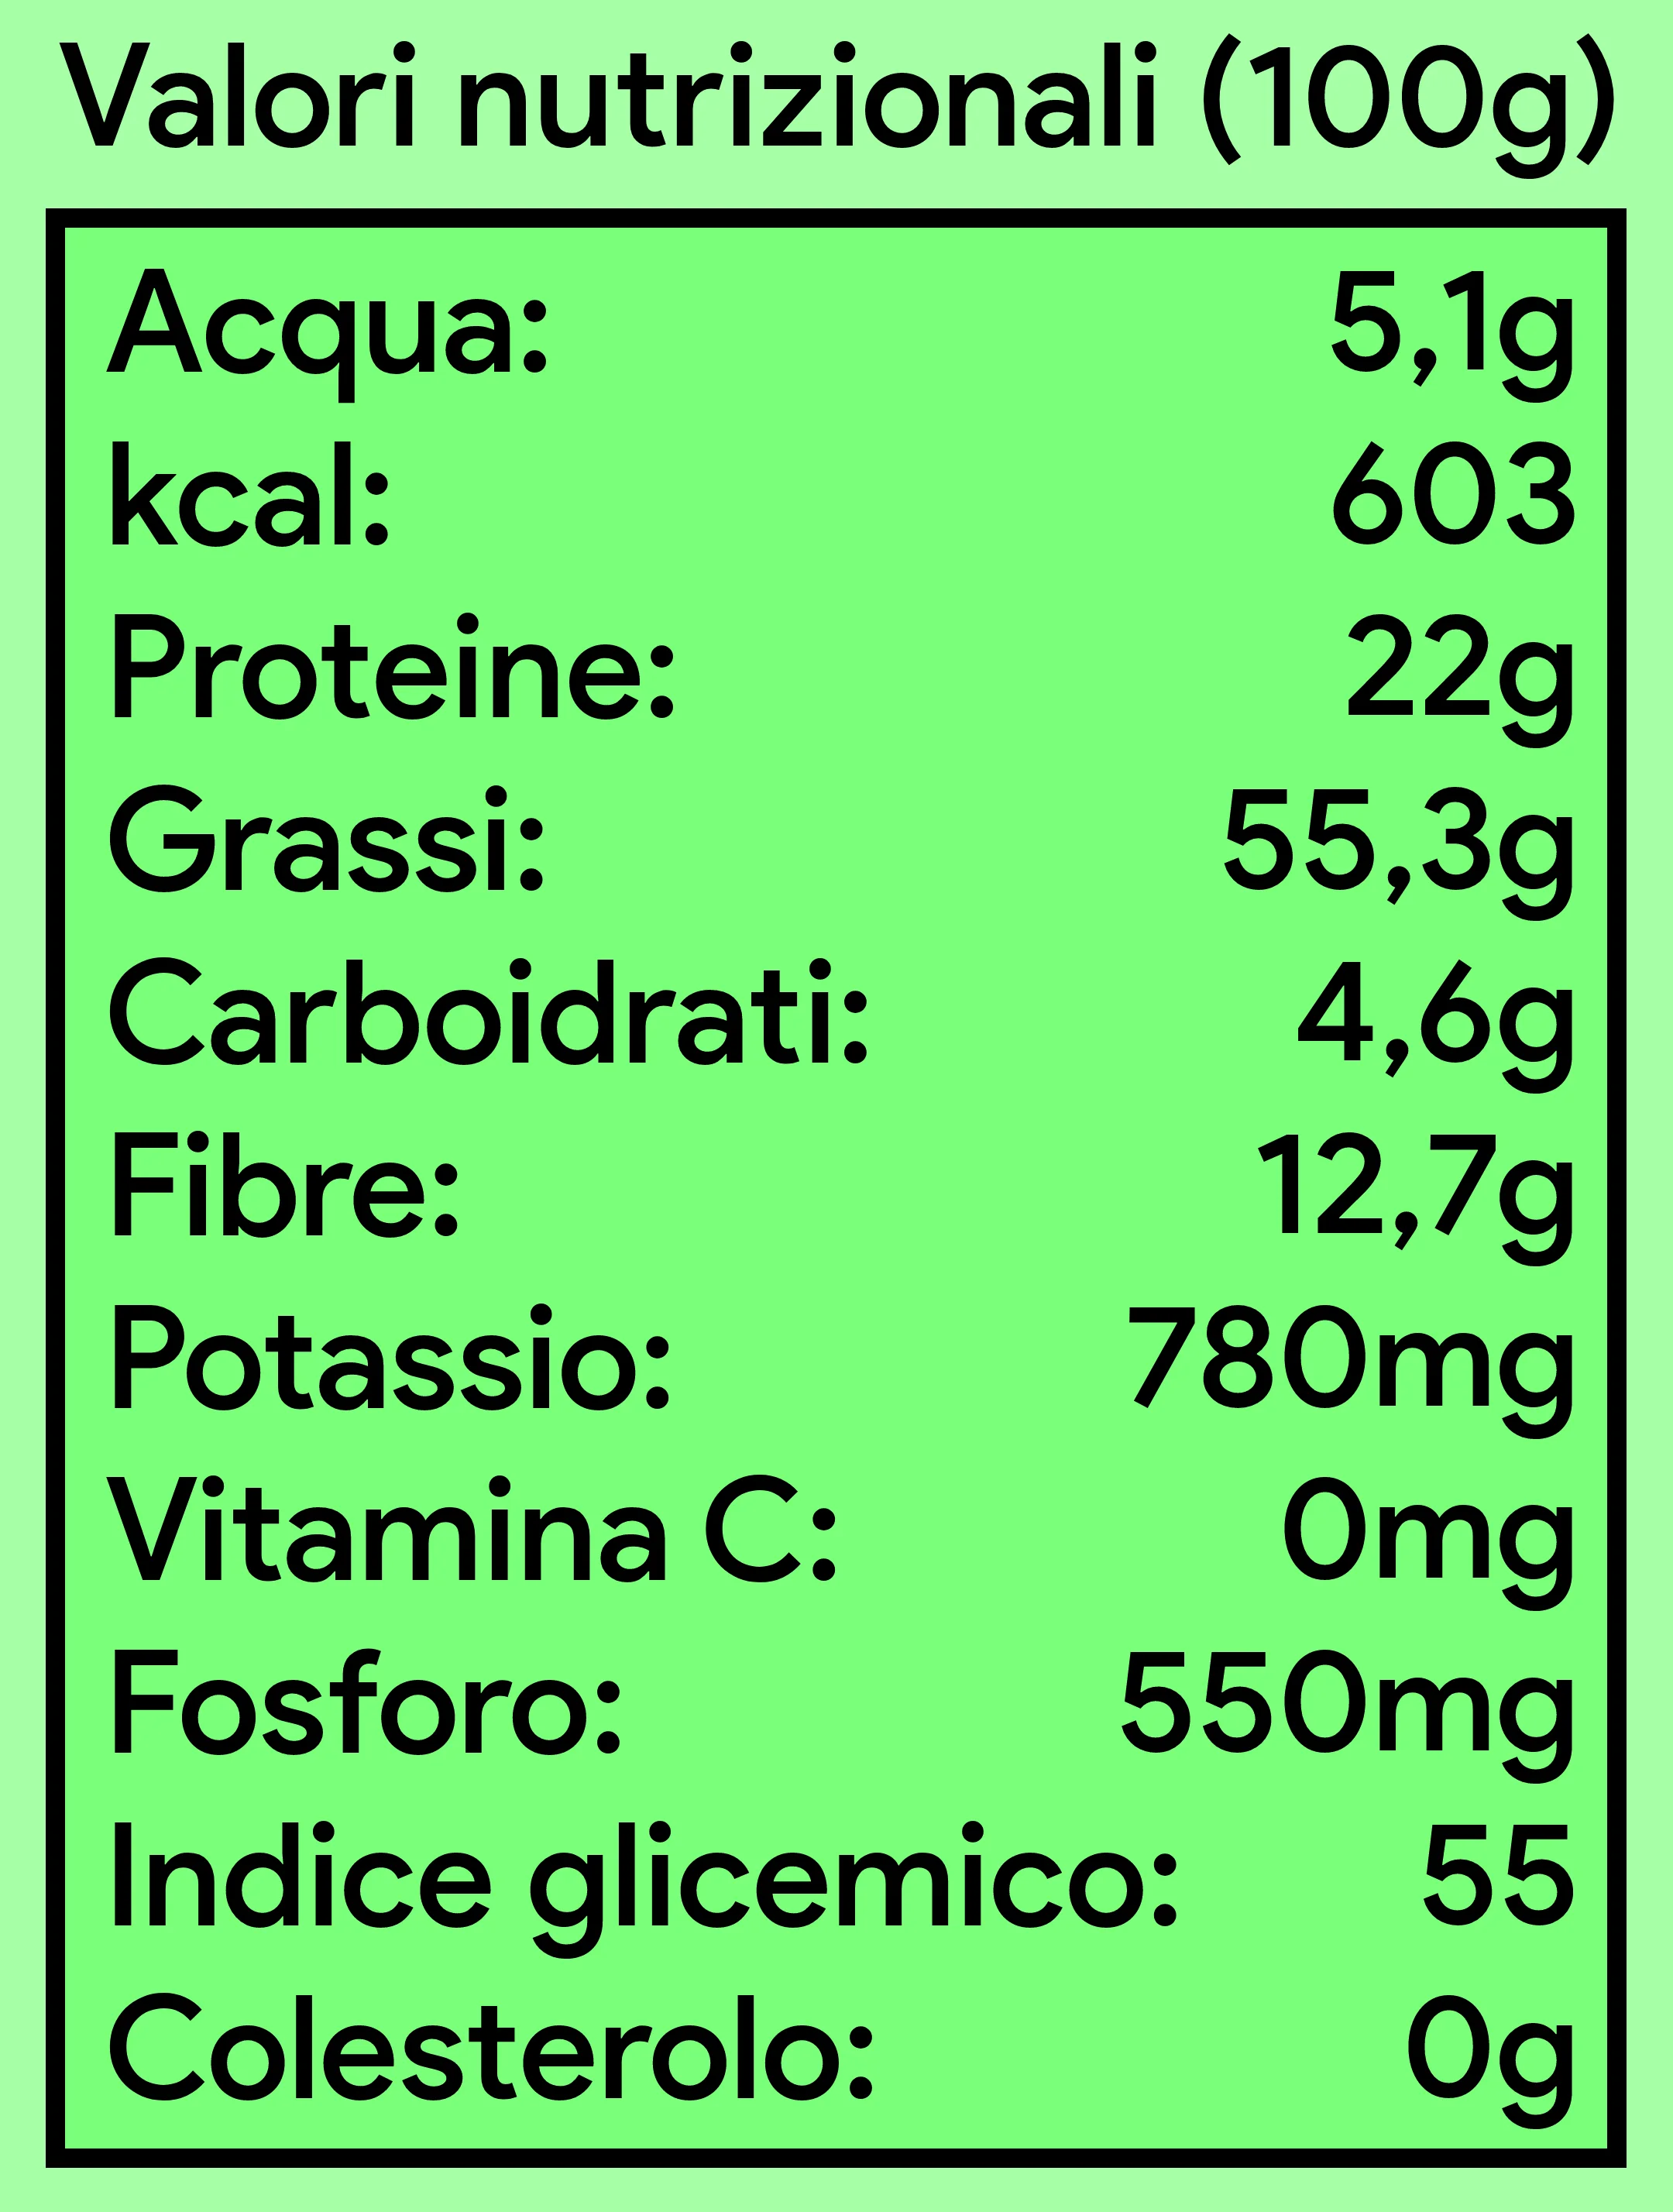 Valori nutrizionali (100g)
Acqua: 5,1g
kcal: 603
Proteine: 22g
Grassi: 55,3g
Carboidrati: 4,6g
Fibre: 12,7g
Potassio: 780mg
Vitamina C: 0mg
Fosforo: 550mg
Indice glicemico: 55
Colesterolo: 0g